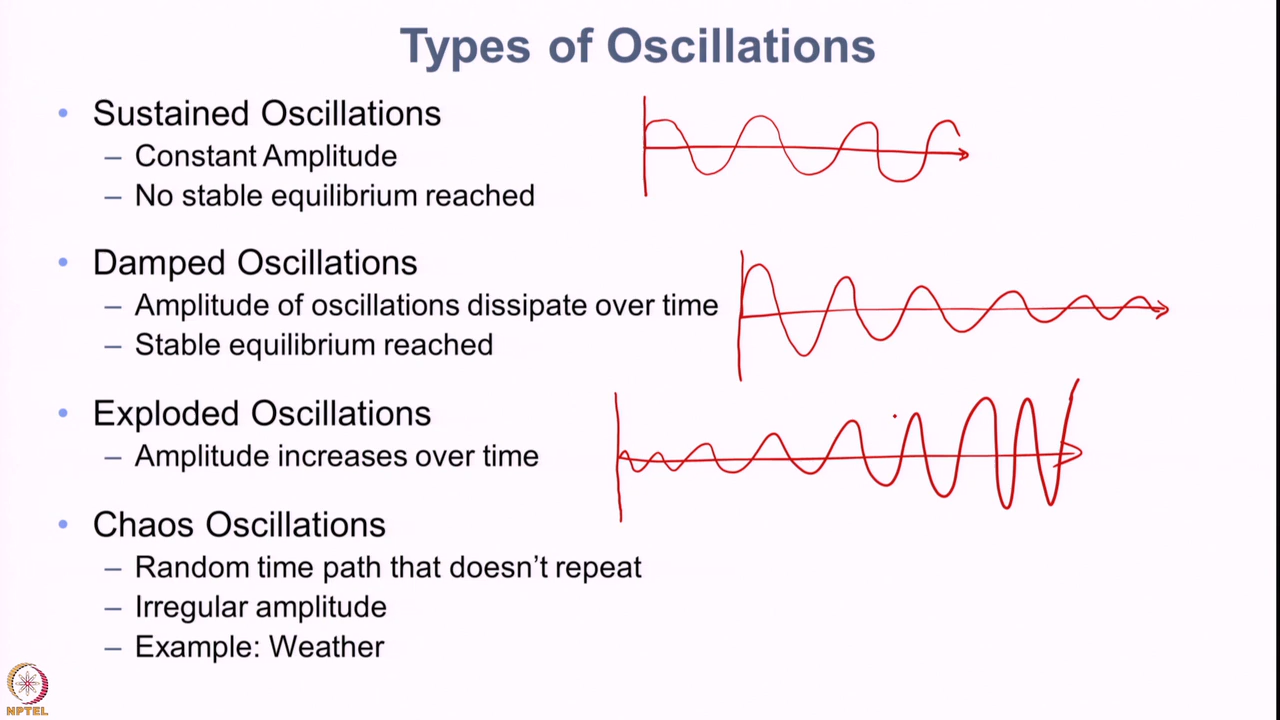 Types of Oscillations
• Sustained Oscillations
– Constant Amplitude
– No stable equilibrium reached
• Damped Oscillations
– Amplitude of oscillations dissipate over time
– Stable equilibrium reached
• Exploded Oscillations
– Amplitude increases over time
• Chaos Oscillations
– Random time path that doesn’t repeat
– Irregular amplitude
– Example: Weather
NPTEL